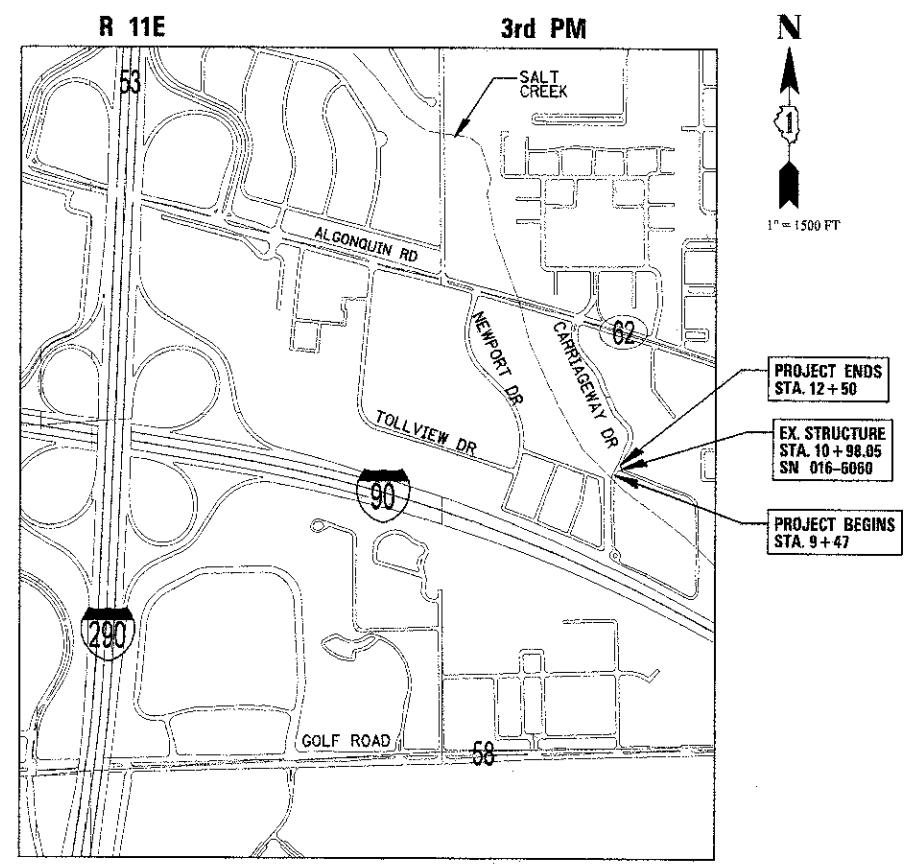 R 11E
3rd PM
N
1
1" = 1500 FT
53
SALT
CREEK
ALGONQUIN RD
62
NEWPORT DR
CARRIAGEWAY DR
TOLLVIEW DR
90
PROJECT ENDS
STA. 12+50
EX. STRUCTURE
STA. 10+98.05
SN 016-6060
PROJECT BEGINS
STA. 9+47
290
GOLF ROAD
58